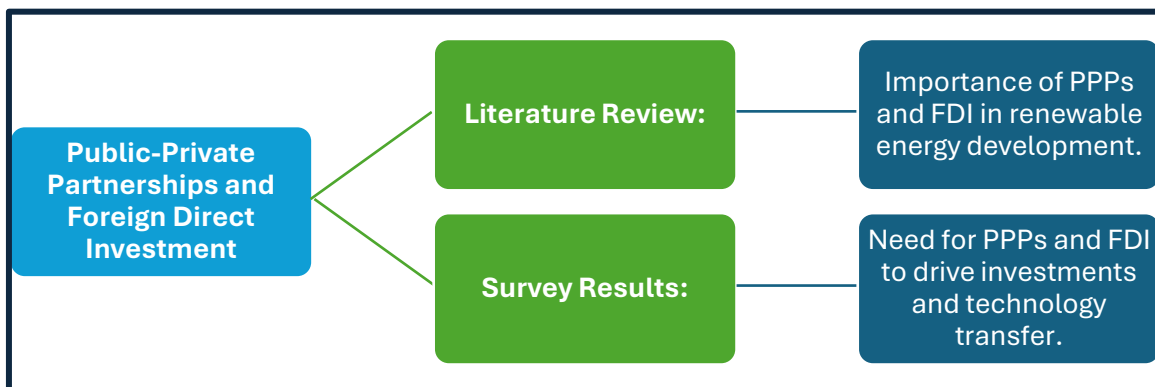 Public-Private
Partnerships and
Foreign Direct
Investment
Literature Review:
Importance of PPPs
and FDI in renewable
energy development.
Survey Results:
Need for PPPs and FDI
to drive investments
and technology
transfer.